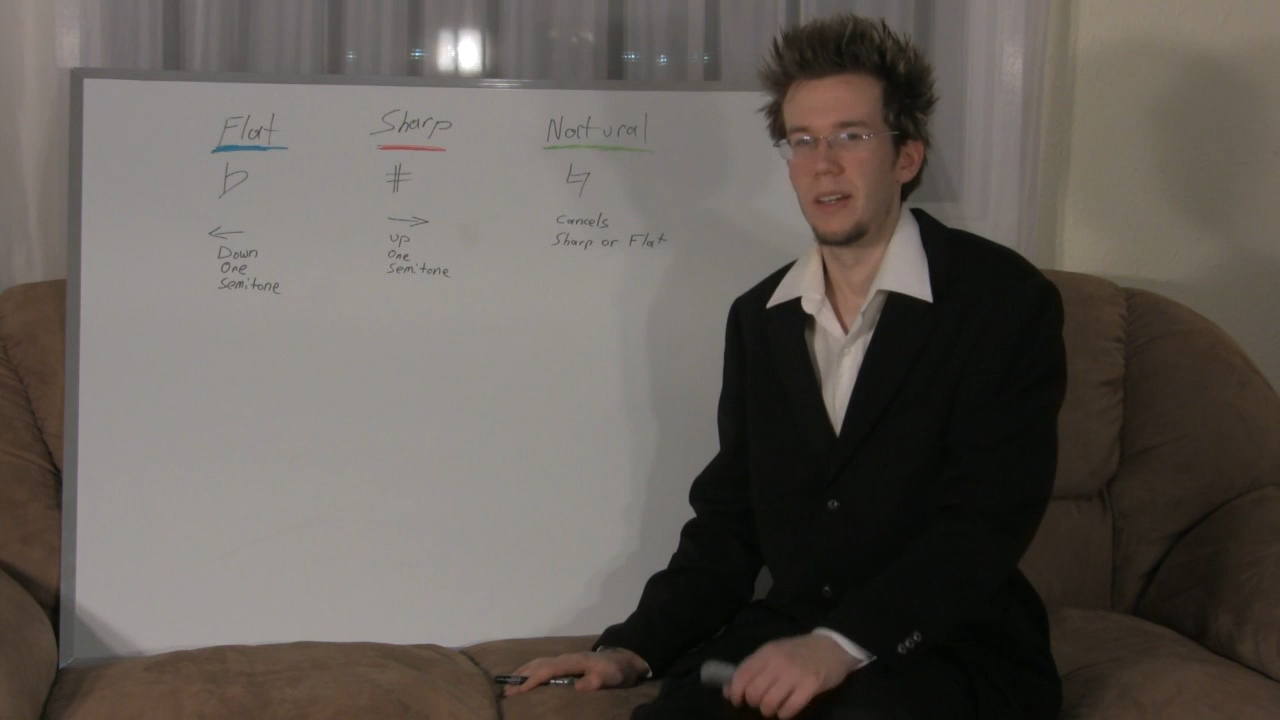 Flat
♭
←
Down
One
Semitone
Sharp
#
→
up
One
Semitone
Natural
♮
Cancels
Sharp or Flat